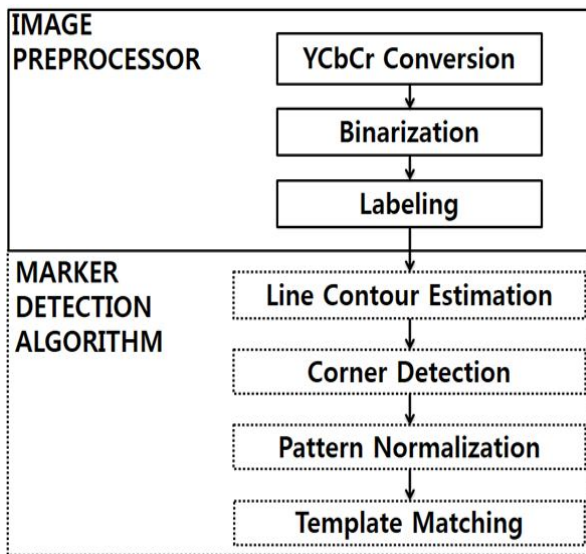 IMAGE
PREPROCESSOR
YCbCr Conversion
Binarization
Labeling
MARKER
DETECTION
ALGORITHM
Line Contour Estimation
Corner Detection
Pattern Normalization
Template Matching